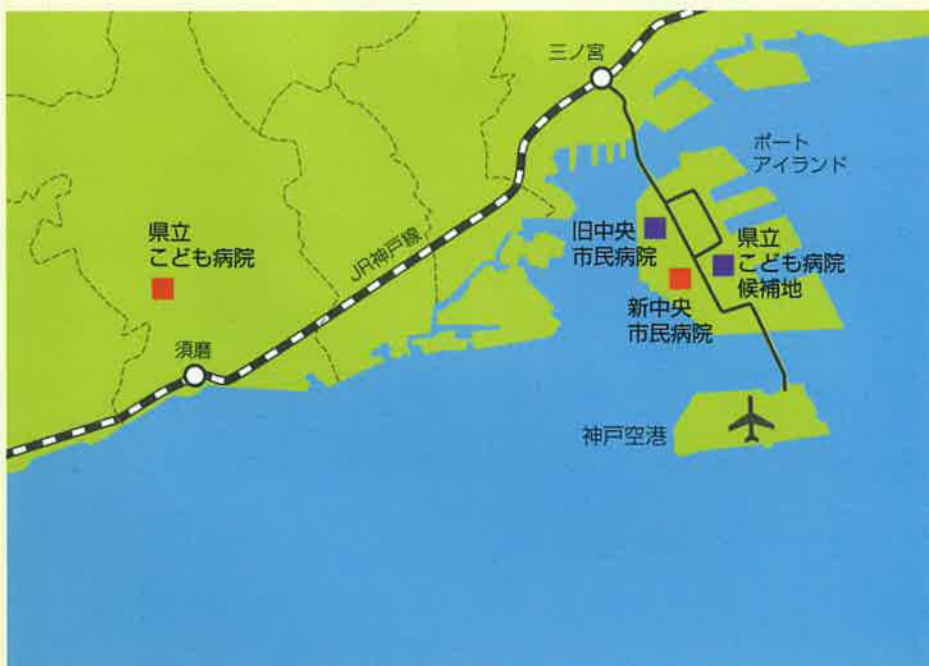 三ノ宮
ポート
アイランド
県立
こども病院
JR神戸線
旧中央
市民病院
県立
こども病院
候補地
新中央
市民病院
須磨
神戸空港